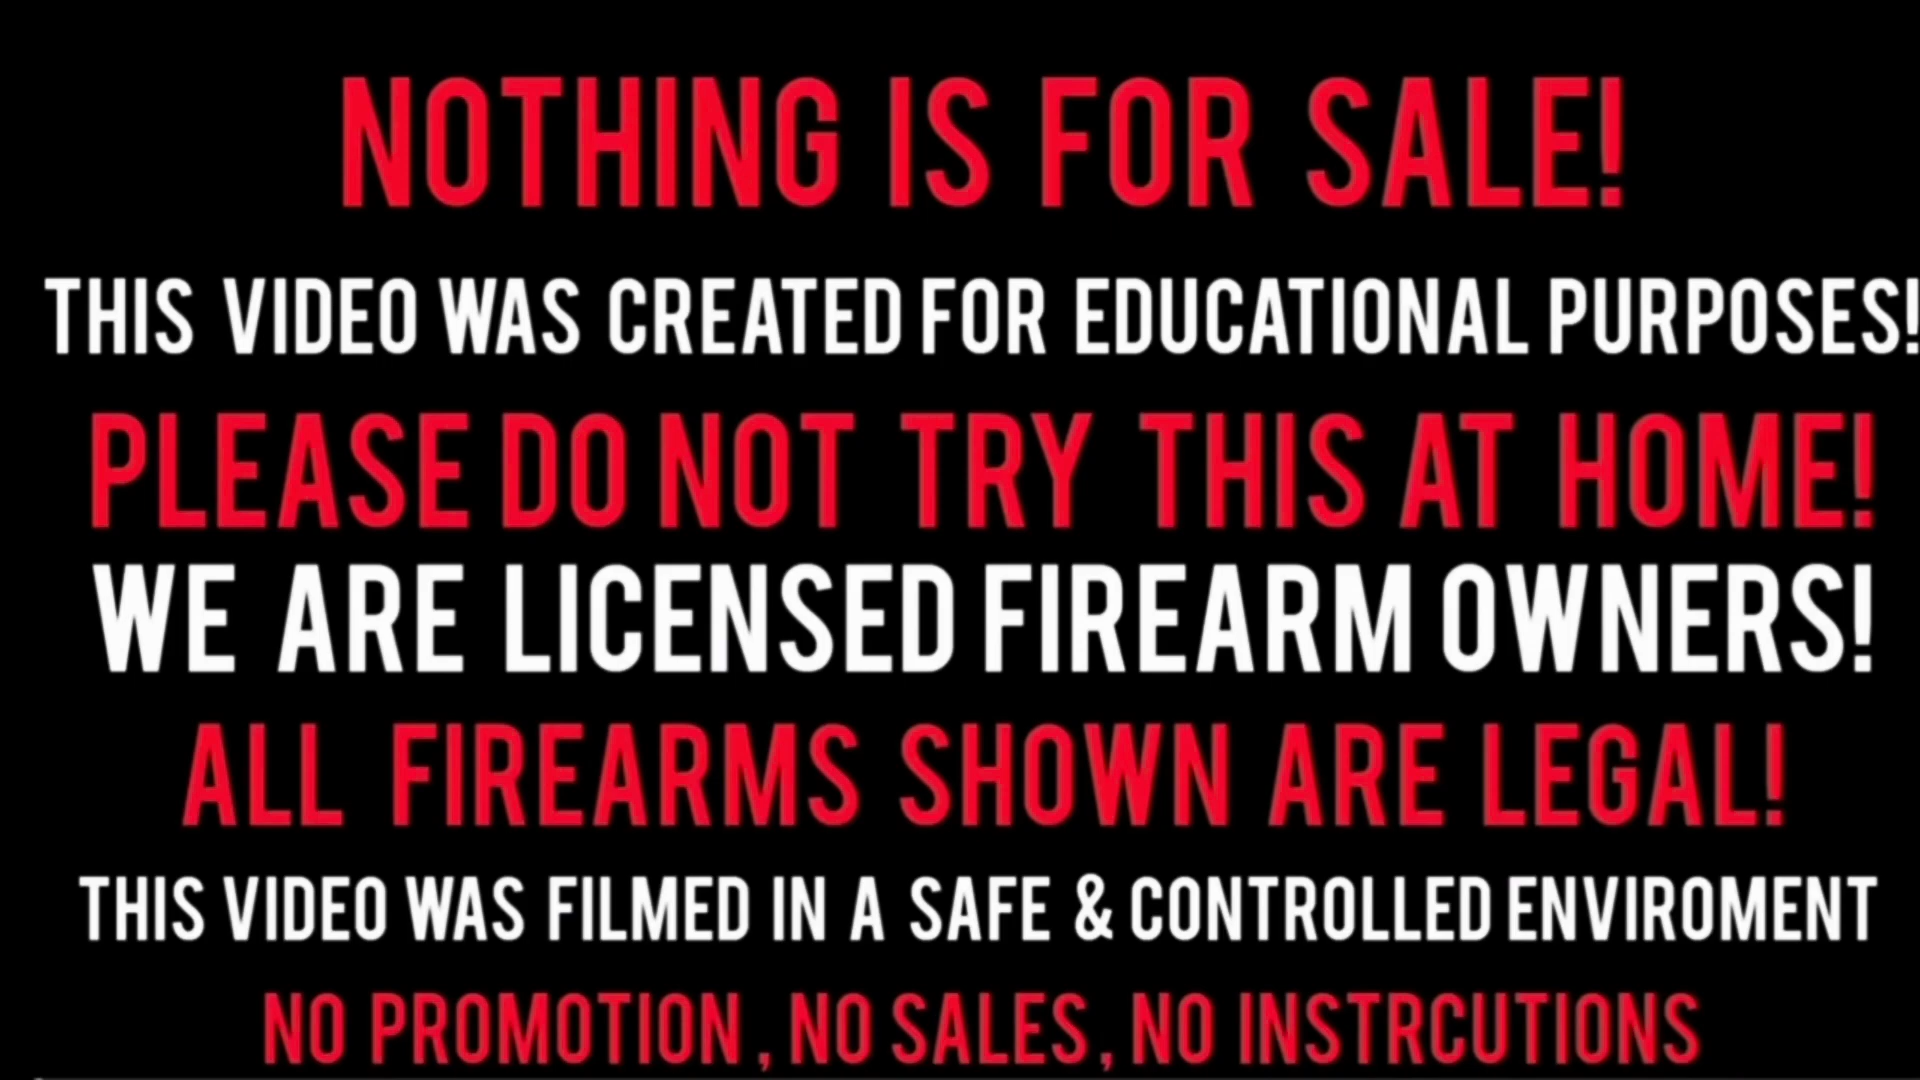 NOTHING IS FOR SALE!
THIS VIDEO WAS CREATED FOR EDUCATIONAL PURPOSES!
PLEASE DO NOT TRY THIS AT HOME!
WE ARE LICENSED FIREARM OWNERS!
ALL FIREARMS SHOWN ARE LEGAL!
THIS VIDEO WAS FILMED IN A SAFE & CONTROLLED ENVIROMENT
NO PROMOTION , NO SALES , NO INSTRCUTIONS